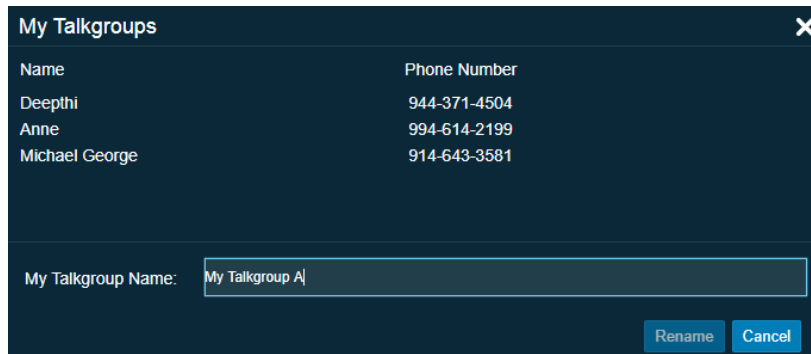 My Talkgroups
Name Phone Number
Deepthi 944-371-4504
Anne 994-614-2199
Michael George 914-643-3581
My Talkgroup Name: My Talkgroup A
Rename Cancel